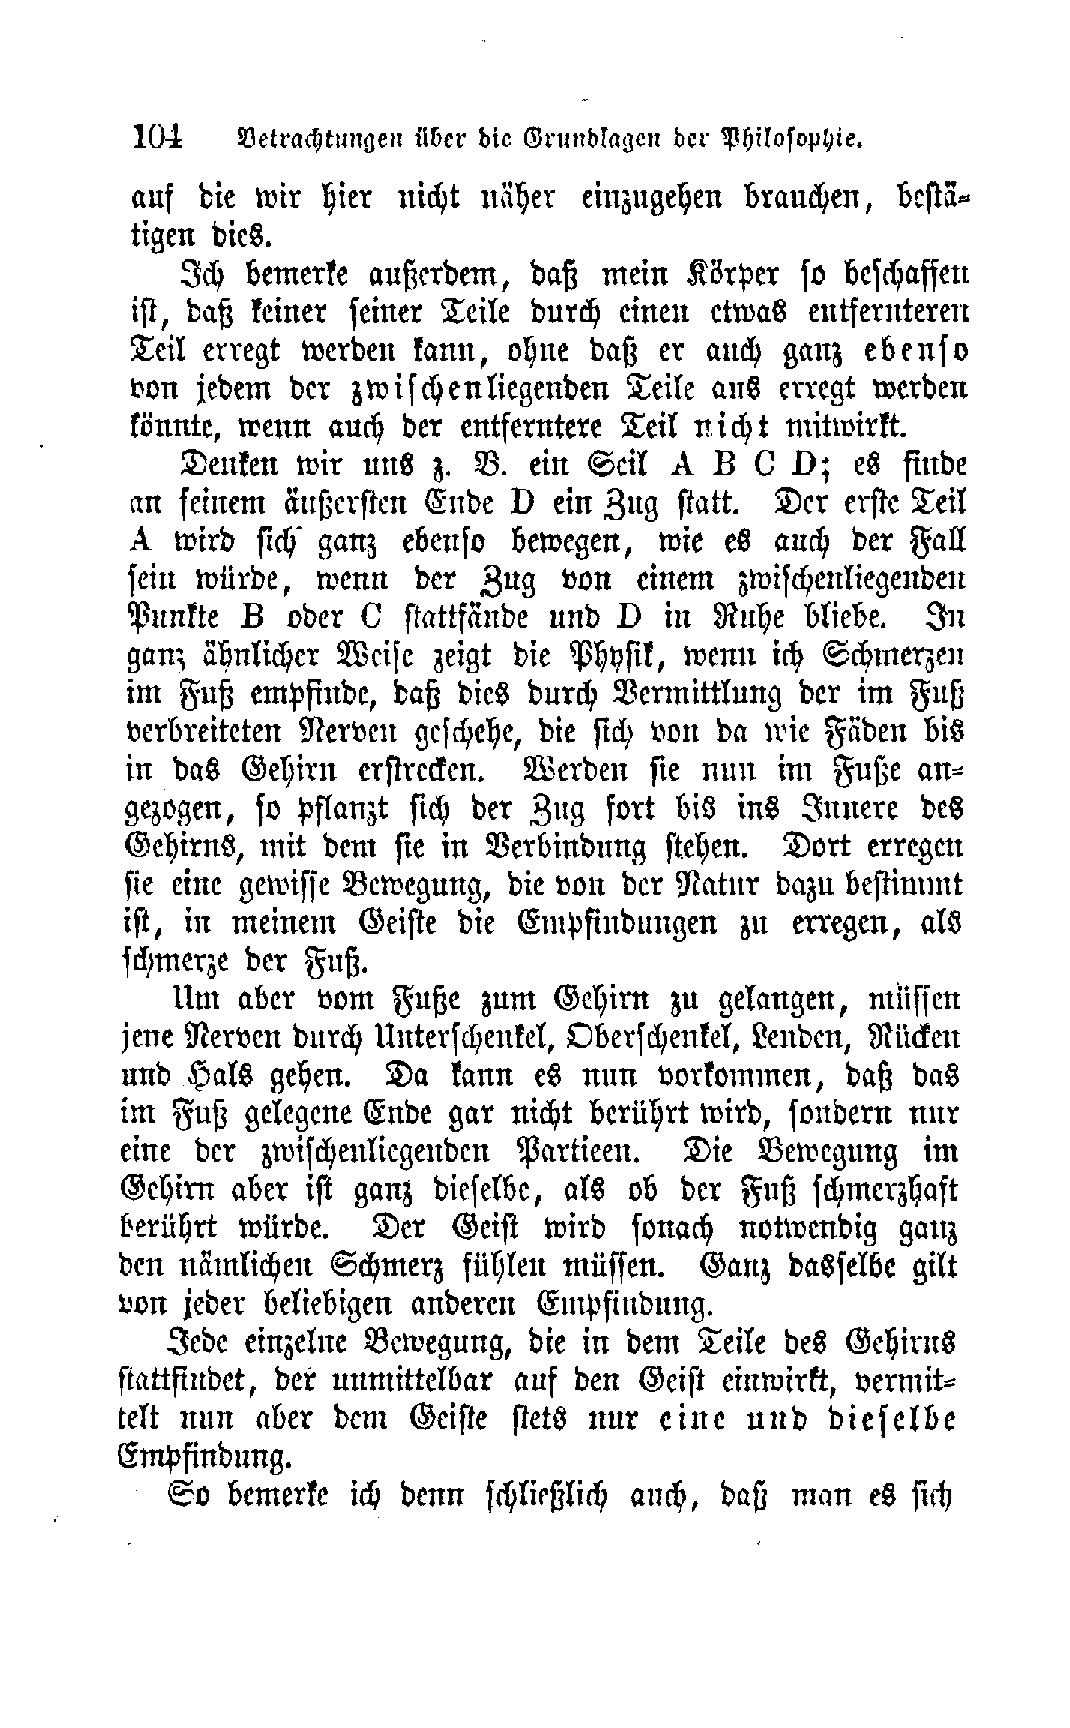 104 Betrachtungen über die Grundlagen der Philosophie.
auf die wir hier nicht näher einzugehen brauchen, bestä-
tigen dies.
Ich bemerke außerdem, daß mein Körper so beschaffen
ist, daß keiner seiner Teile durch einen etwas entfernteren
Teil erregt werden kann, ohne daß er auch ganz ebenso
von jedem der zwischenliegenden Teile aus erregt werden
könnte, wenn auch der entferntere Teil nicht mitwirkt.
Denken wir uns z. B. ein Seil A B C D; es finde
an seinem äußersten Ende D ein Zug statt. Der erste Teil
A wird sich ganz ebenso bewegen, wie es auch der Fall
sein würde, wenn der Zug von einem zwischenliegenden
Punkte B oder C stattfände und D in Ruhe bliebe. In
ganz ähnlicher Weise zeigt die Physik, wenn ich Schmerzen
im Fuß empfinde, daß dies durch Vermittlung der im Fuß
verbreiteten Nerven geschehe, die sich von da wie Fäden bis
in das Gehirn erstrecken. Werden sie nun im Fuße an-
gezogen, so pflanzt sich der Zug fort bis ins Innere des
Gehirns, mit dem sie in Verbindung stehen. Dort erregen
sie eine gewisse Bewegung, die von der Natur dazu bestimmt
ist, in meinem Geiste die Empfindungen zu erregen, als
schmerze der Fuß.
Um aber vom Fuße zum Gehirn zu gelangen, müssen
jene Nerven durch Unterschenkel, Oberschenkel, Lenden, Rücken
und Hals gehen. Da kann es nun vorkommen, daß das
im Fuß gelegene Ende gar nicht berührt wird, sondern nur
eine der zwischenliegenden Partieen. Die Bewegung im
Gehirn aber ist ganz dieselbe, als ob der Fuß schmerzhaft
berührt würde. Der Geist wird sonach notwendig ganz
den nämlichen Schmerz fühlen müssen. Ganz dasselbe gilt
von jeder beliebigen anderen Empfindung.
Jede einzelne Bewegung, die in dem Teile des Gehirns
stattfindet, der unmittelbar auf den Geist einwirkt, vermit-
telt nun aber dem Geiste stets nur eine und dieselbe
Empfindung.
So bemerke ich denn schließlich auch, daß man es sich